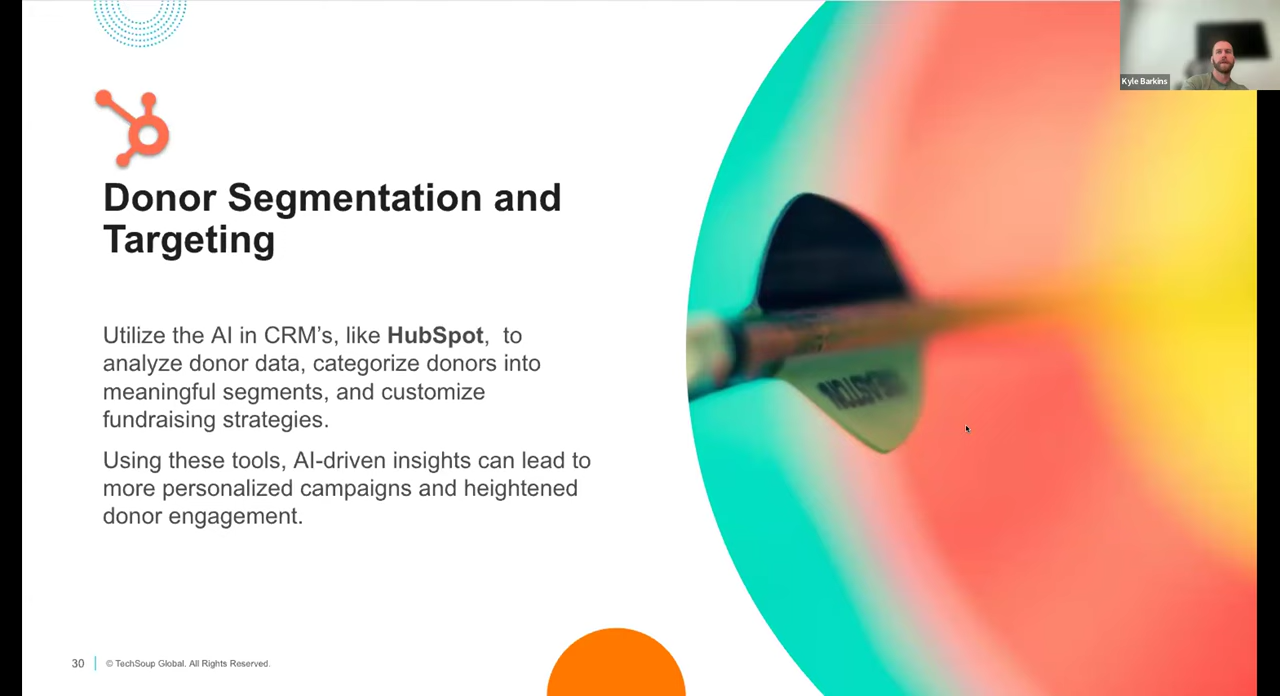 Kyle Barkins
Donor Segmentation and
Targeting
Utilize the AI in CRM’s, like HubSpot,  to
analyze donor data, categorize donors into
meaningful segments, and customize
fundraising strategies.
Using these tools, AI-driven insights can lead to
more personalized campaigns and heightened
donor engagement.
30
© TechSoup Global. All Rights Reserved.